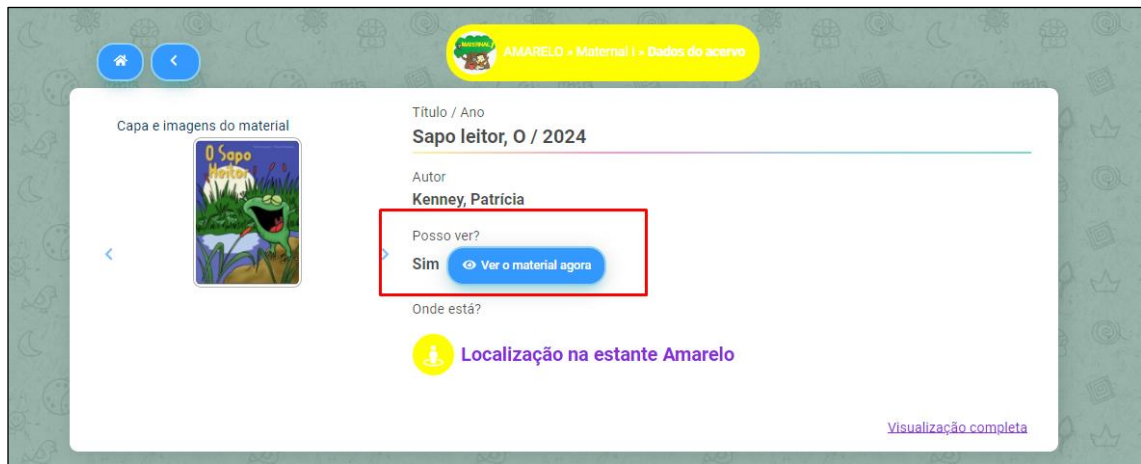 MATERNAL
AMARELO » Maternal I » Dados do acervo
Capa e imagens do material
O Sapo
Título / Ano
Sapo leitor, O / 2024
Autor
Kenney, Patrícia
Posso ver?
Sim
Ver o material agora
Onde está?
Localização na estante Amarelo
Visualização completa